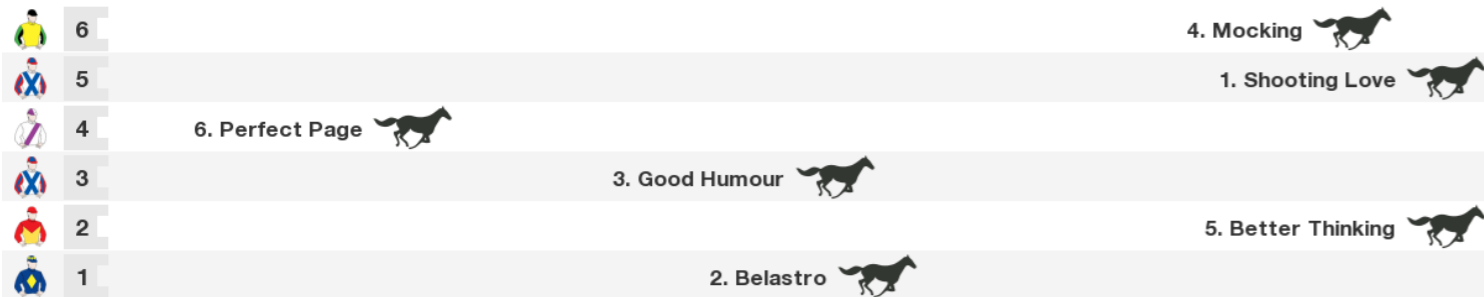 6 4. Mocking
5 1. Shooting Love
4 6. Perfect Page
3 3. Good Humour
2 5. Better Thinking
1 2. Belastro